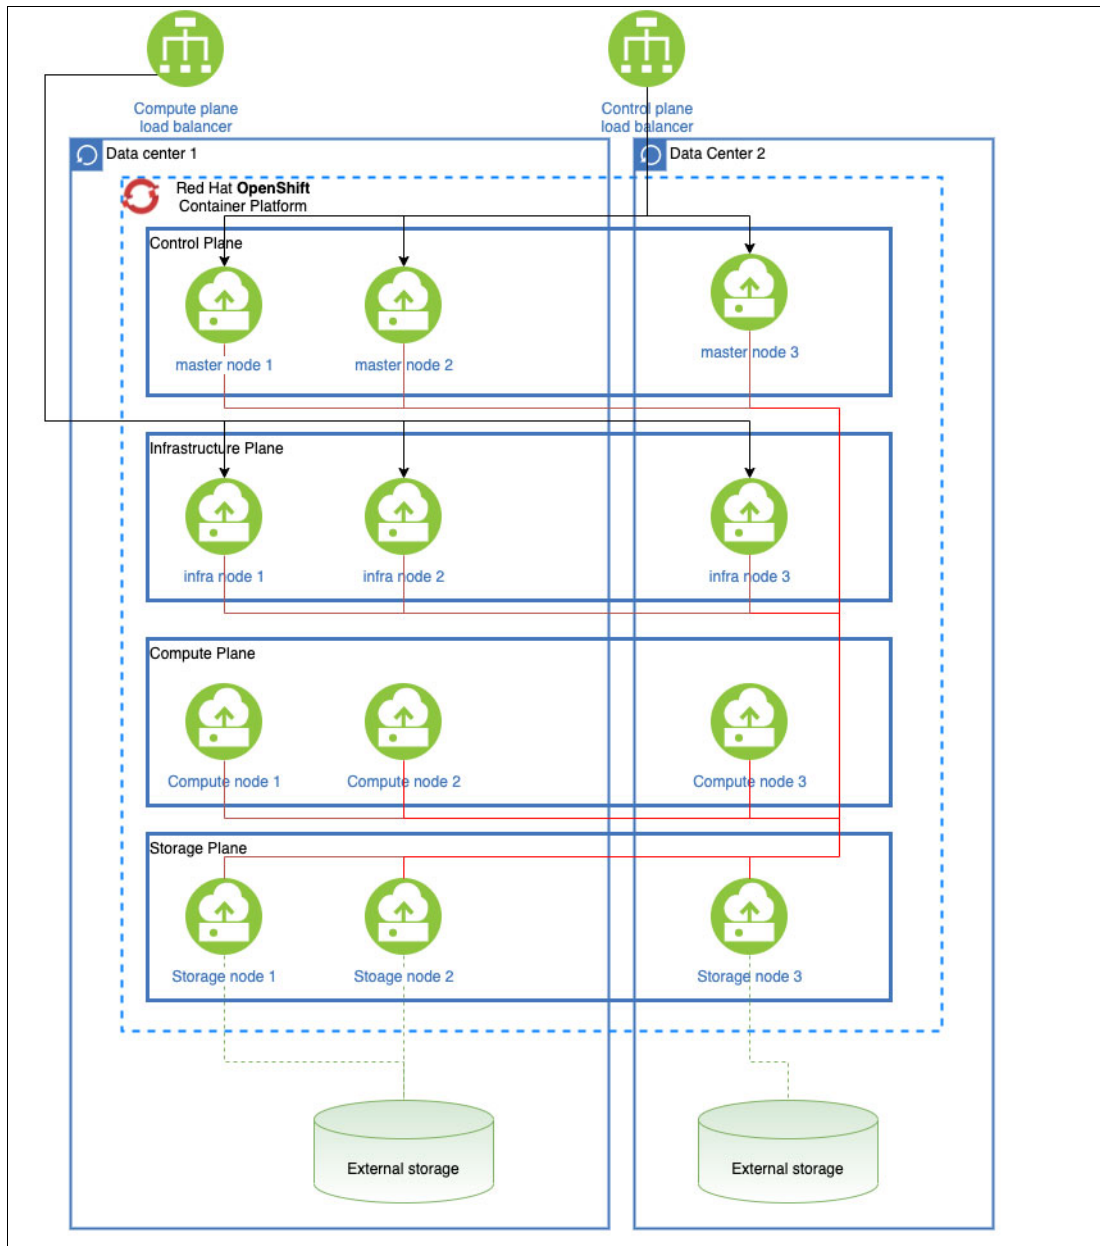 Compute plane
load balancer
Control plane
load balancer
Data center 1
Data Center 2
Red Hat OpenShift
Container Platform
Control Plane
master node 1
master node 2
master node 3
Infrastructure Plane
infra node 1
infra node 2
infra node 3
Compute Plane
Compute node 1
Compute node 2
Compute node 3
Storage Plane
Storage node 1
Stoage node 2
Storage node 3
External storage
External storage